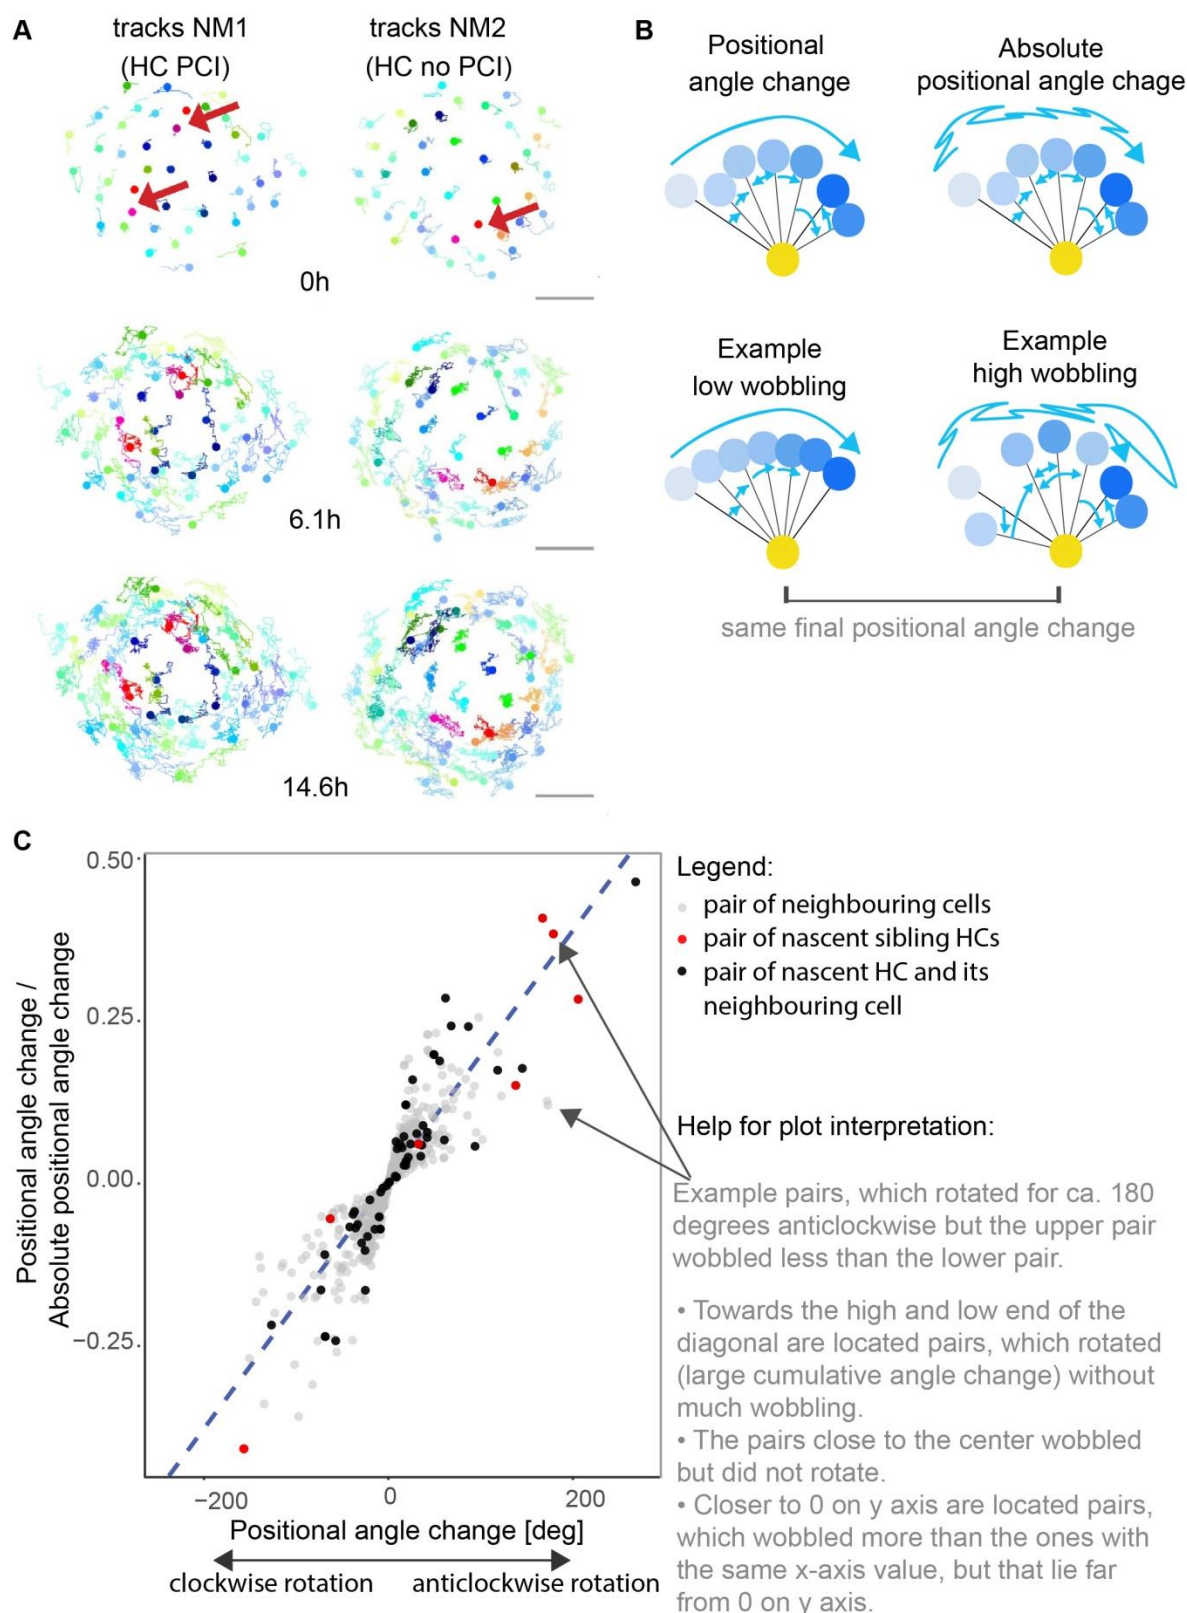 A
tracks NM1
(HC PCI)
tracks NM2
(HC no PCI)
0h
6.1h
14.6h
B
Positional
angle change
Absolute
positional angle chage
Example
low wobbling
Example
high wobbling
same final positional angle change
C
Positional angle change /
Absolute positional angle change
0.50
0.25
0.00
−0.25
−200
0
200
Positional angle change [deg]
clockwise rotation
anticlockwise rotation
Legend:
pair of neighbouring cells
pair of nascent sibling HCs
pair of nascent HC and its
neighbouring cell
Help for plot interpretation:
Example pairs, which rotated for ca. 180
degrees anticlockwise but the upper pair
wobbled less than the lower pair.
• Towards the high and low end of the
diagonal are located pairs, which rotated
(large cumulative angle change) without
much wobbling.
• The pairs close to the center wobbled
but did not rotate.
• Closer to 0 on y axis are located pairs,
which wobbled more than the ones with
the same x-axis value, but that lie far
from 0 on y axis.